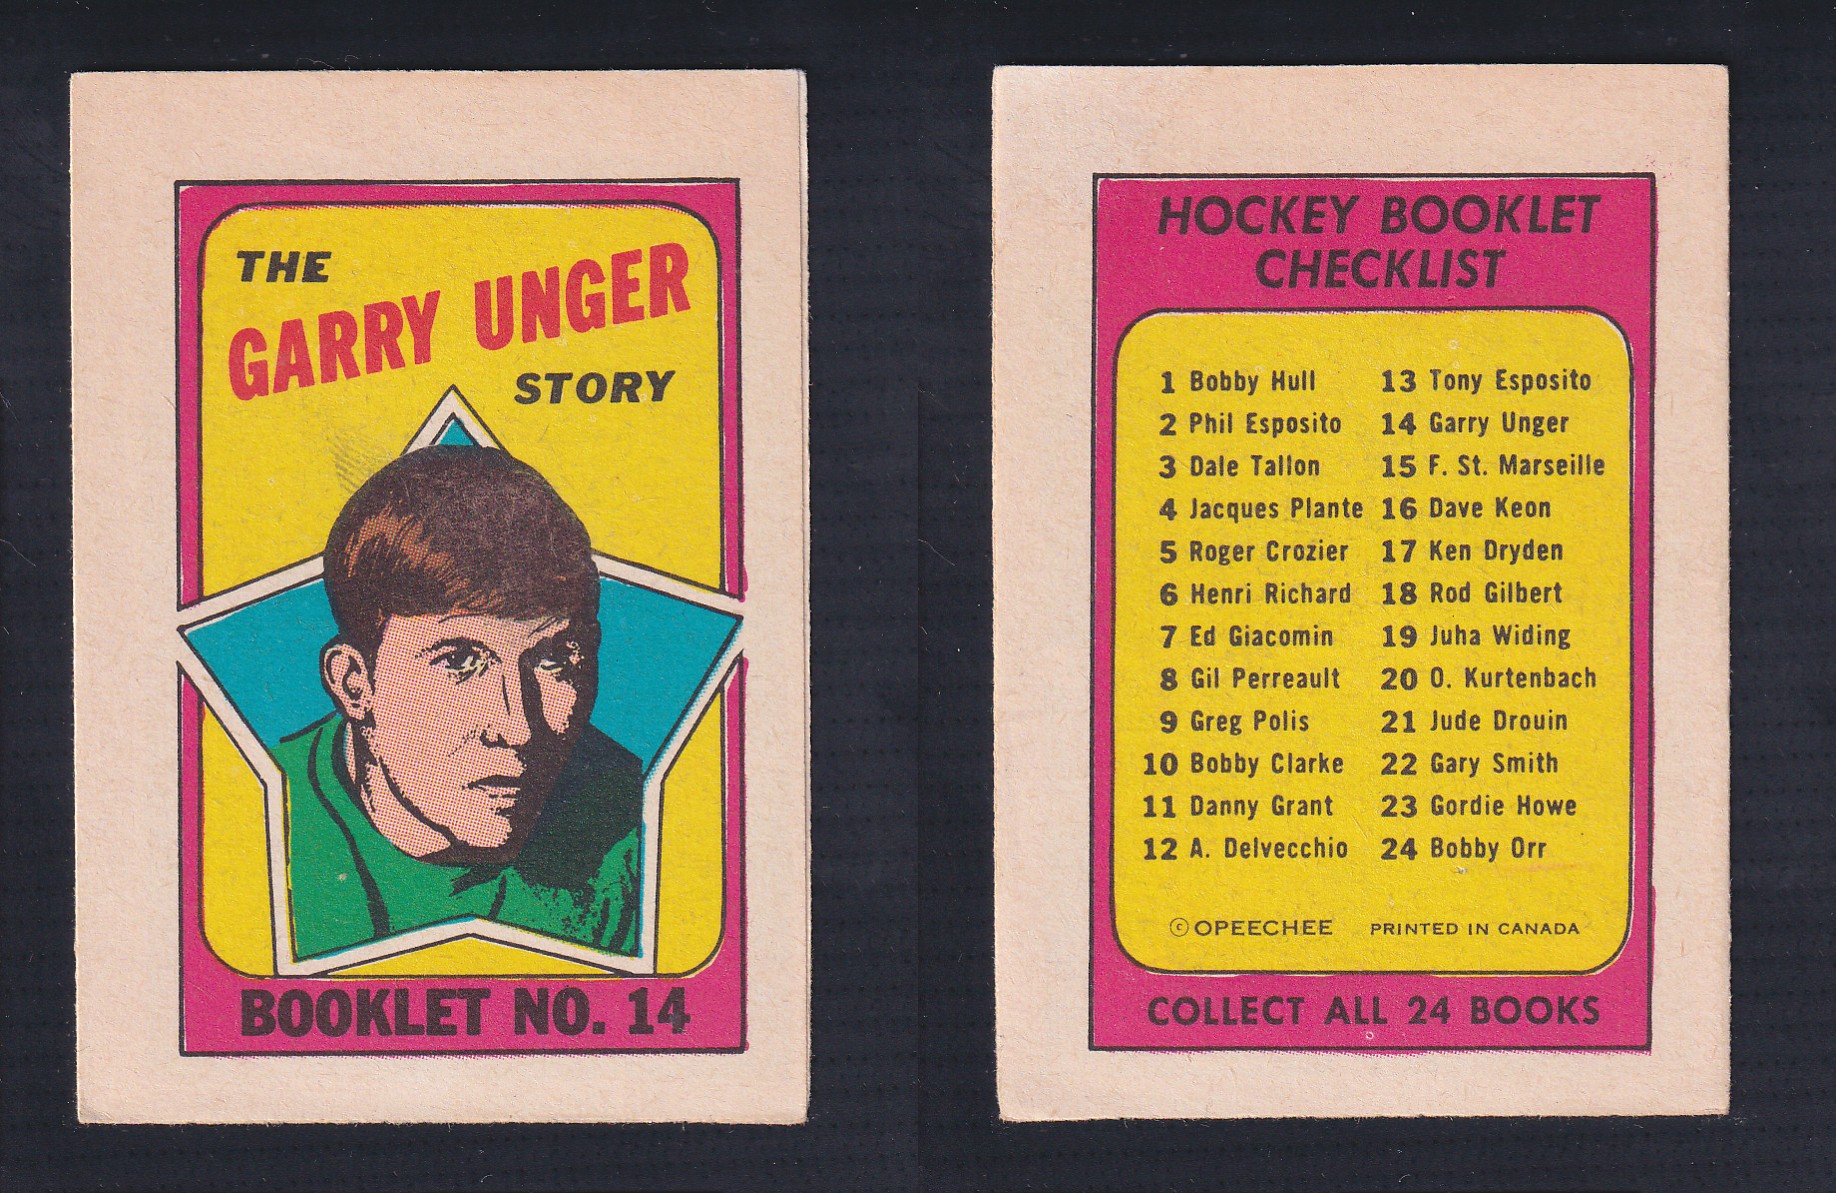 THE
GARRY UNGER
STORY
BOOKLET NO. 14
HOCKEY BOOKLET
CHECKLIST
1 Bobby Hull
2 Phil Esposito
3 Dale Tallon
4 Jacques Plante
5 Roger Crozier
6 Henri Richard
7 Ed Giacomin
8 Gil Perreault
9 Greg Polis
10 Bobby Clarke
11 Danny Grant
12 A. Delvecchio
13 Tony Esposito
14 Garry Unger
15 F. St. Marseille
16 Dave Keon
17 Ken Dryden
18 Rod Gilbert
19 Juha Widing
20 O. Kurtenbach
21 Jude Drouin
22 Gary Smith
23 Gordie Howe
24 Bobby Orr
© OPEECHEE PRINTED IN CANADA
COLLECT ALL 24 BOOKS